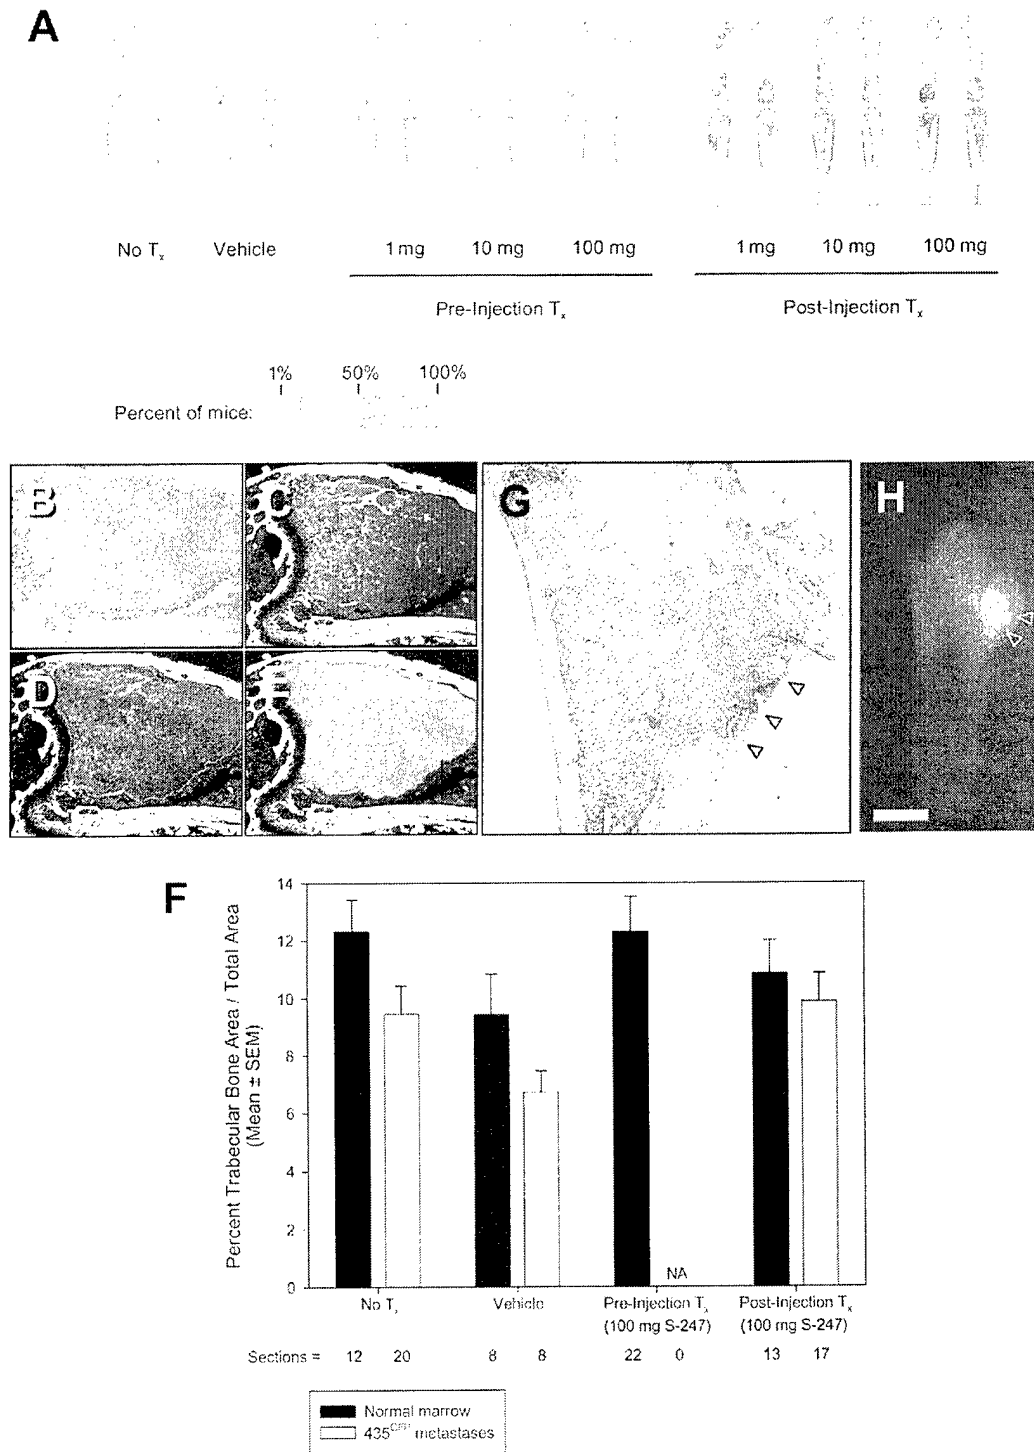 A
No Tx Vehicle 1 mg 10 mg 100 mg 1 mg 10 mg 100 mg
Pre-Injection Tx Post-Injection Tx
1% 50% 100%
Percent of mice:
B C G H
D E
F
Percent Trabecular Bone Area / Total Area
(Mean ± SEM)
14
12
10
8
6
4
2
0
NA
No Tx Vehicle Pre-Injection Tx Post-Injection Tx
(100 mg S-247) (100 mg S-247)
Sections = 12 20 8 8 22 0 13 17
Normal marrow
435GFP metastases